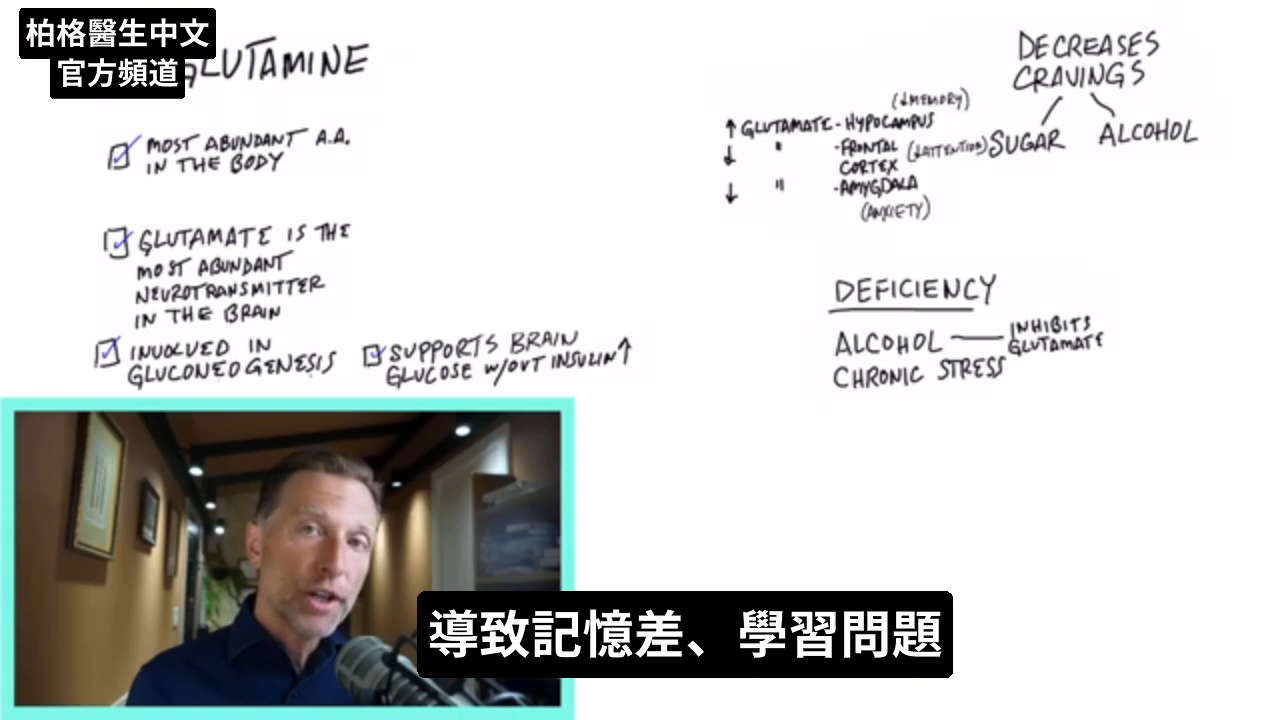 柏格醫生中文
官方頻道
GLUTAMINE
MOST ABUNDANT A.A.
IN THE BODY
GLUTAMATE IS THE
MOST ABUNDANT
NEUROTRANSMITTER
IN THE BRAIN
INVOLVED IN
GLUCONEOGENESIS
SUPPORTS BRAIN
GLUCOSE W/OUT INSULIN↑
(↓MEMORY)
↑ GLUTAMATE - HYPOCAMPUS
↓ " - FRONTAL (↓ATTENTION)
CORTEX
↓ " - AMYGDALA
(ANXIETY)
DECREASES
CRAVINGS
SUGAR ALCOHOL
DEFICIENCY
ALCOHOL — INHIBITS
GLUTAMATE
CHRONIC STRESS
導致記憶差、學習問題